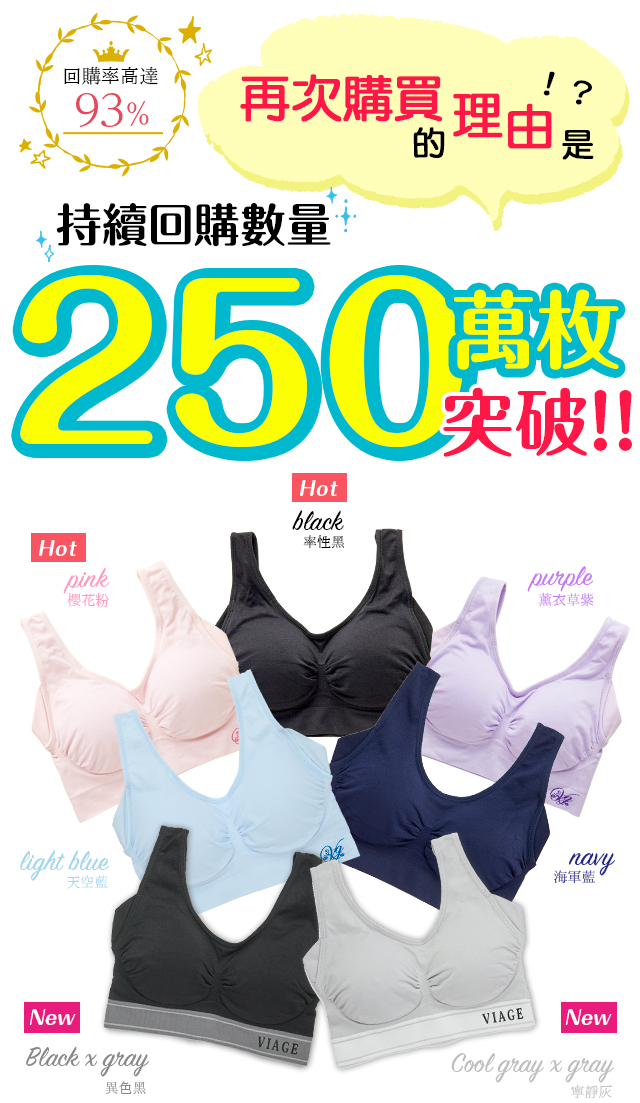 回購率高達
93%
再次購買
的理由是!?
持續回購數量
250萬枚
突破!!
Hot
black
率性黑
Hot
pink
櫻花粉
purple
薰衣草紫
light blue
天空藍
navy
海軍藍
VIAGE
VIAGE
New
Black x gray
異色黑
New
Cool gray x gray
寧靜灰